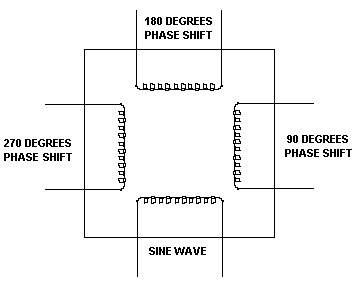 180 DEGREES
PHASE SHIFT
270 DEGREES
PHASE SHIFT
90 DEGREES
PHASE SHIFT
SINE WAVE